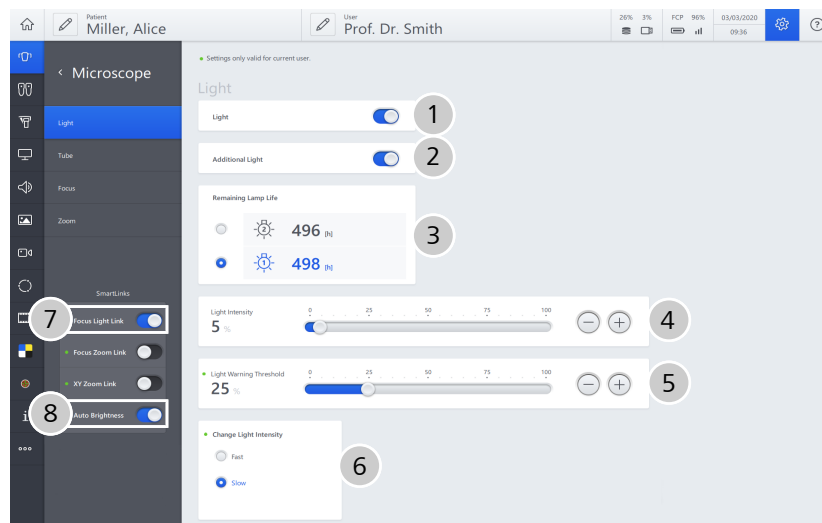 Patient
Miller, Alice
User
Prof. Dr. Smith
26% 3%
FCP 96%
03/03/2020
09:36
?
Microscope
Light
Tube
Focus
Zoom
SmartLinks
7
Focus Light Link
Focus Zoom Link
XY Zoom Link
8
Auto Brightness
i
Settings only valid for current user.
Light
Light
1
Additional Light
2
Remaining Lamp Life
2
496 [h]
1
498 [h]
3
Light Intensity
5 %
0 25 50 75 100
4
Light Warning Threshold
25 %
0 25 50 75 100
5
Change Light Intensity
Fast
Slow
6